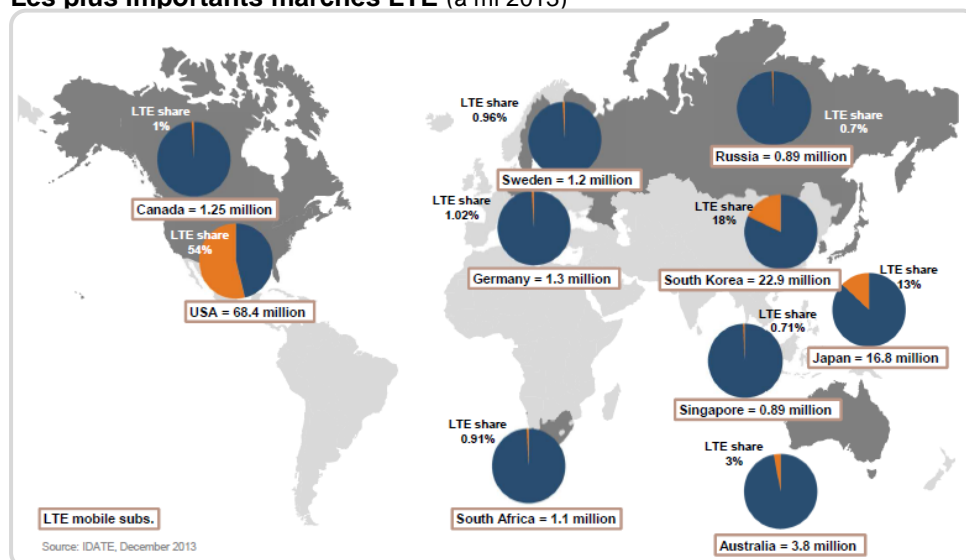 Les plus importants marchés LTE (à mi 2013)
LTE share
1%
Canada = 1.25 million
LTE share
54%
USA = 68.4 million
LTE share
0.96%
Sweden = 1.2 million
LTE share
0.7%
Russia = 0.89 million
LTE share
1.02%
Germany = 1.3 million
LTE share
18%
South Korea = 22.9 million
LTE share
13%
Japan = 16.8 million
LTE share
0.71%
Singapore = 0.89 million
LTE share
0.91%
South Africa = 1.1 million
LTE share
3%
Australia = 3.8 million
LTE mobile subs.
Source: IDATE, December 2013